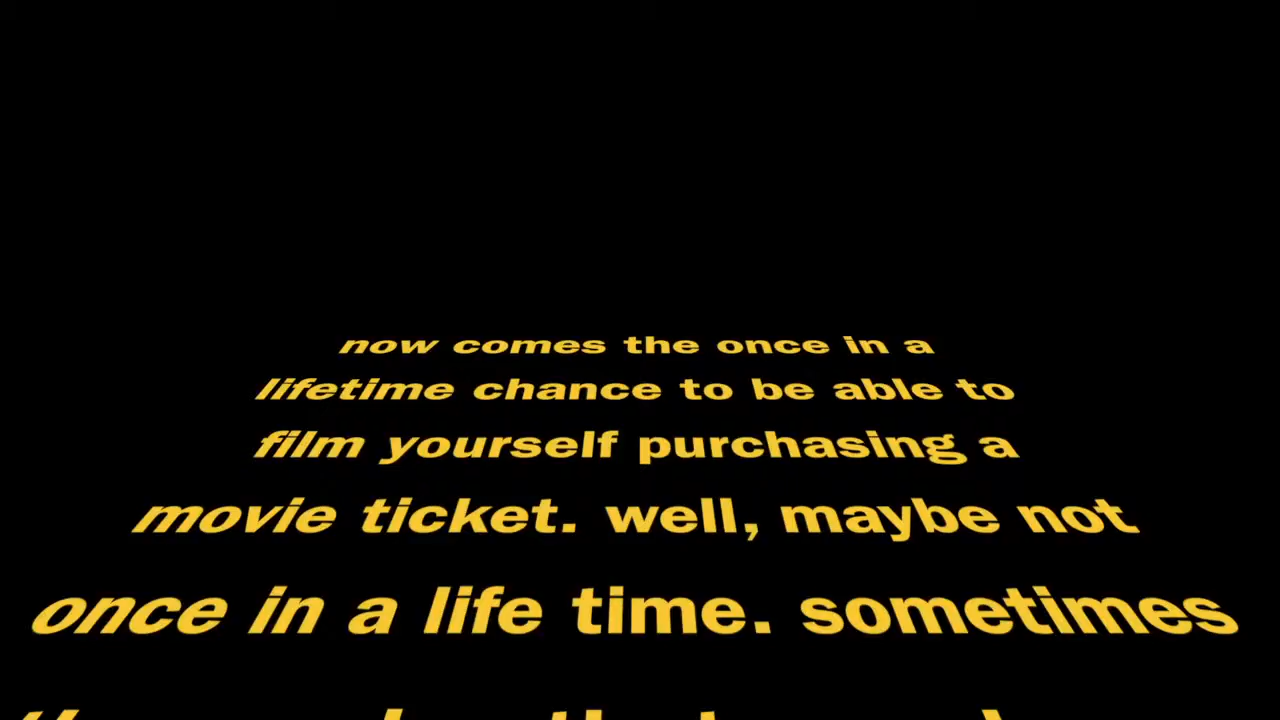 now comes the once in a
lifetime chance to be able to
film yourself purchasing a
movie ticket. well, maybe not
once in a life time. sometimes